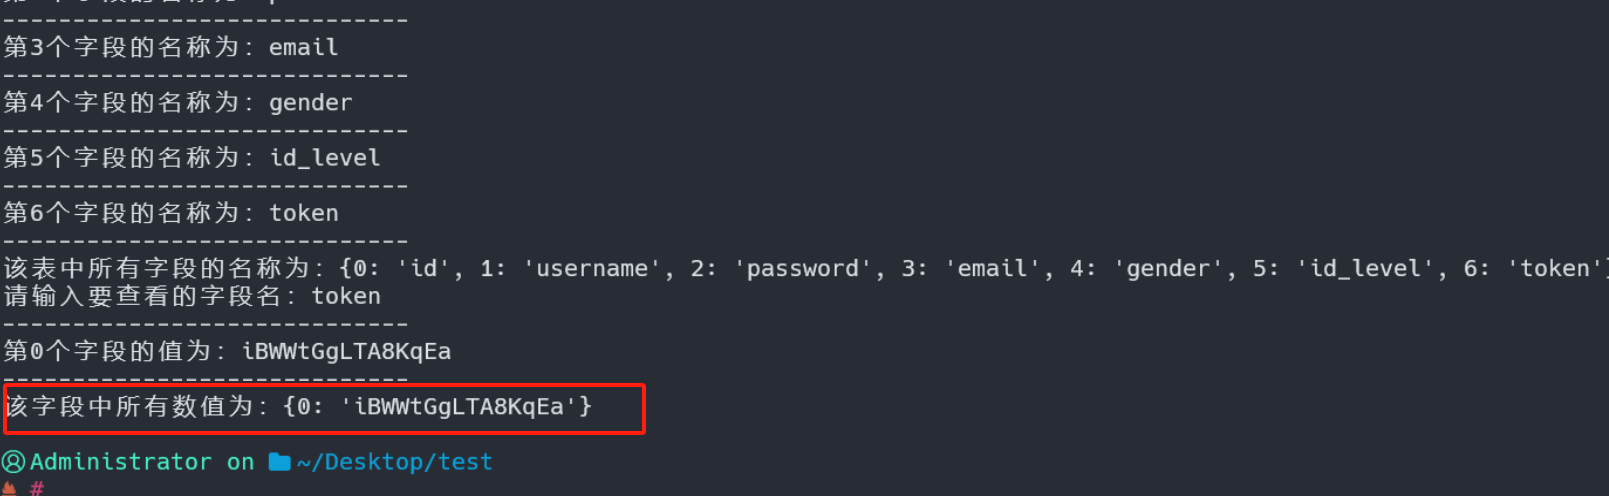 -----------------------------
第3个字段的名称为：email
-----------------------------
第4个字段的名称为：gender
-----------------------------
第5个字段的名称为：id_level
-----------------------------
第6个字段的名称为：token
-----------------------------
该表中所有字段的名称为：{0: 'id', 1: 'username', 2: 'password', 3: 'email', 4: 'gender', 5: 'id_level', 6: 'token'}
请输入要查看的字段名：token
-----------------------------
第0个字段的值为：iBWWtGgLTA8KqEa
-----------------------------
该字段中所有数值为：{0: 'iBWWtGgLTA8KqEa'}
Administrator on ~/Desktop/test
#